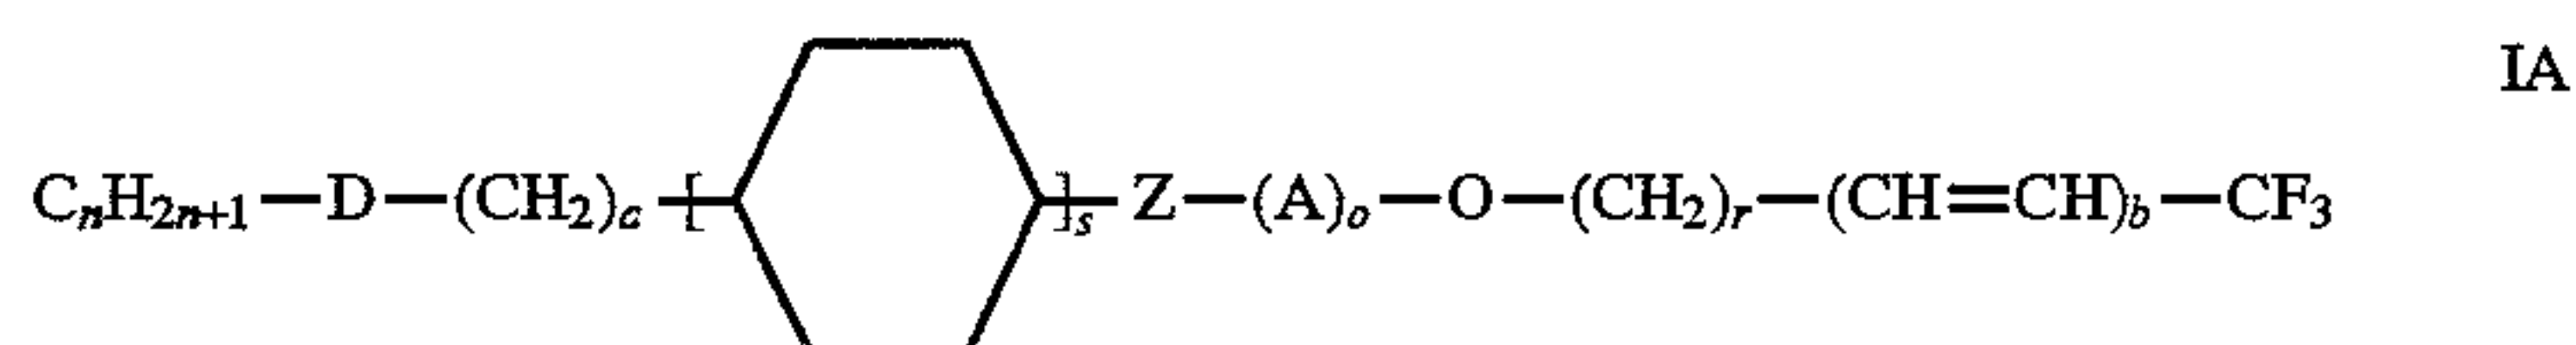 IA
CₙH₂ₙ₊₁—D—(CH₂)ₐ—[ ]ₛ—Z—(A)ₒ—O—(CH₂)ᵣ—(CH=CH)b—CF₃